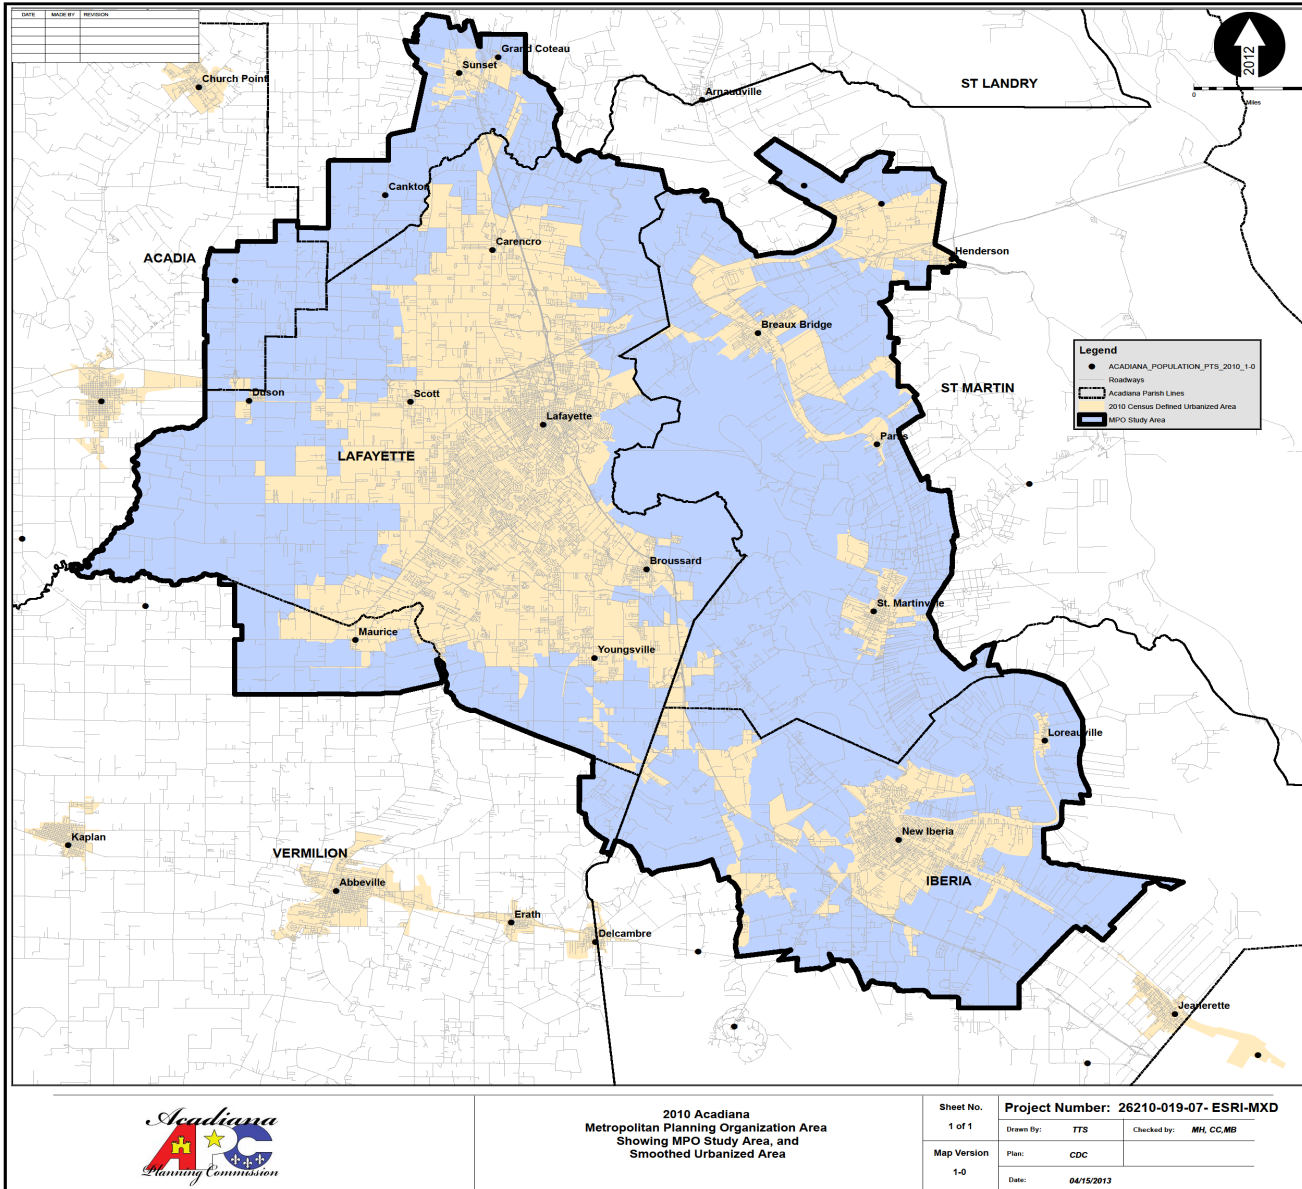 DATE MADE BY REVISION
2012
0
Miles
Grand Coteau
Sunset
Church Point
Arnaudville
ST LANDRY
Cankton
Carencro
Henderson
ACADIA
Breaux Bridge
Legend
ACADIANA_POPULATION_PTS_2010_1-0
Roadways
Acadiana Parish Lines
2010 Census Defined Urbanized Area
MPO Study Area
ST MARTIN
Duson
Scott
Lafayette
Parks
LAFAYETTE
Broussard
St. Martinville
Maurice
Youngsville
Loreauville
New Iberia
Kaplan
VERMILION
Abbeville
IBERIA
Erath
Delcambre
Jeanerette
Acadiana
APC
Planning Commission
2010 Acadiana
Metropolitan Planning Organization Area
Showing MPO Study Area, and
Smoothed Urbanized Area
Sheet No.
1 of 1
Map Version
1-0
Project Number: 26210-019-07- ESRI-MXD
Drawn By: TTS Checked by: MH, CC,MB
Plan: CDC
Date: 04/15/2013